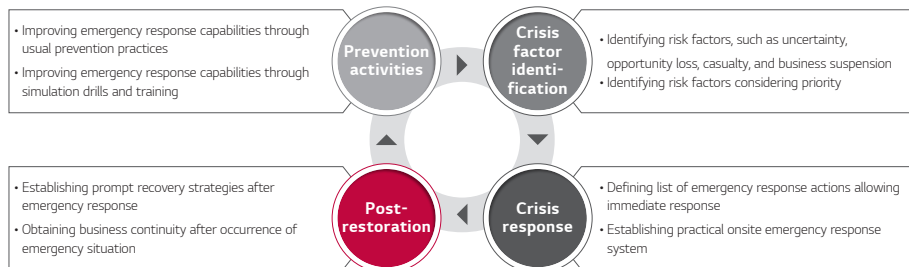 • Improving emergency response capabilities through
usual prevention practices
• Improving emergency response capabilities through
simulation drills and training
Prevention
activities
Crisis
factor
identi-
fication
• Identifying risk factors, such as uncertainty,
opportunity loss, casualty, and business suspension
• Identifying risk factors considering priority
• Establishing prompt recovery strategies after
emergency response
• Obtaining business continuity after occurrence of
emergency situation
Post-
restoration
Crisis
response
• Defining list of emergency response actions allowing
immediate response
• Establishing practical onsite emergency response
system